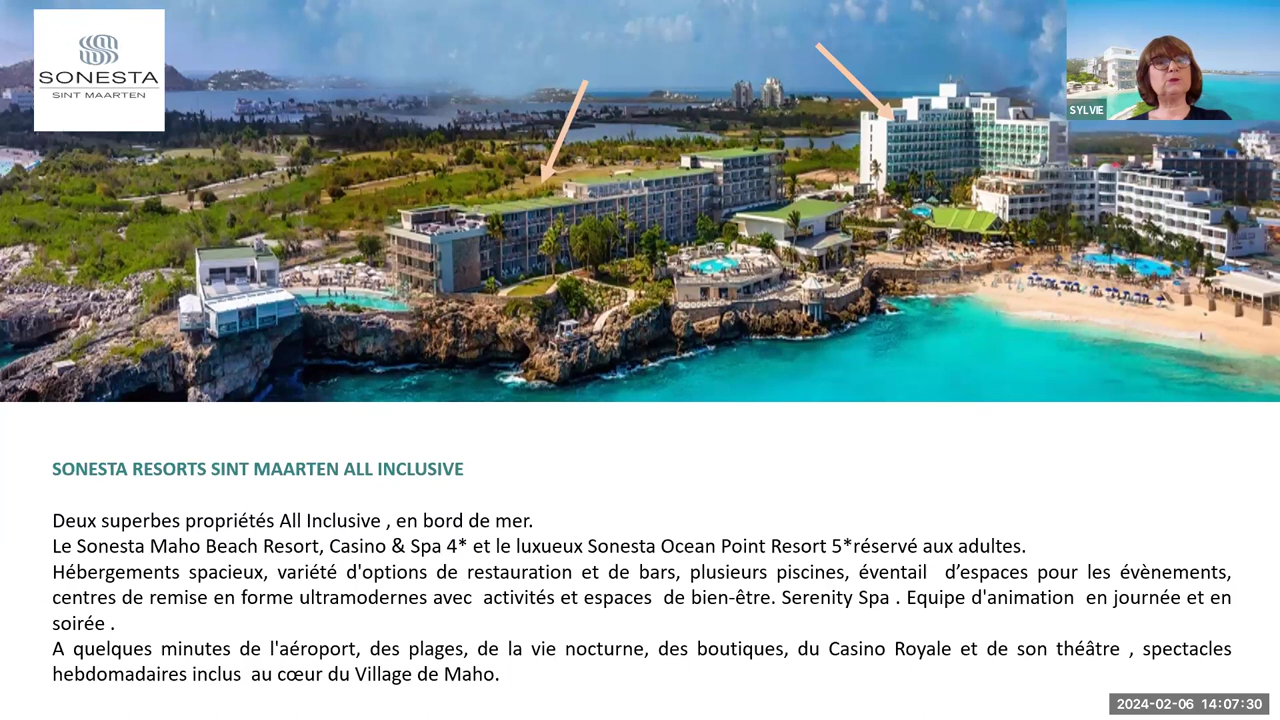 SONESTA
SINT MAARTEN
SYLVIE
SONESTA RESORTS SINT MAARTEN ALL INCLUSIVE
Deux superbes propriétés All Inclusive , en bord de mer.
Le Sonesta Maho Beach Resort, Casino & Spa 4* et le luxueux Sonesta Ocean Point Resort 5*réservé aux adultes.
Hébergements spacieux, variété d'options de restauration et de bars, plusieurs piscines, éventail d’espaces pour les évènements,
centres de remise en forme ultramodernes avec activités et espaces de bien-être. Serenity Spa . Equipe d'animation en journée et en
soirée .
A quelques minutes de l'aéroport, des plages, de la vie nocturne, des boutiques, du Casino Royale et de son théâtre , spectacles
hebdomadaires inclus au cœur du Village de Maho.
2024-02-06 14:07:30